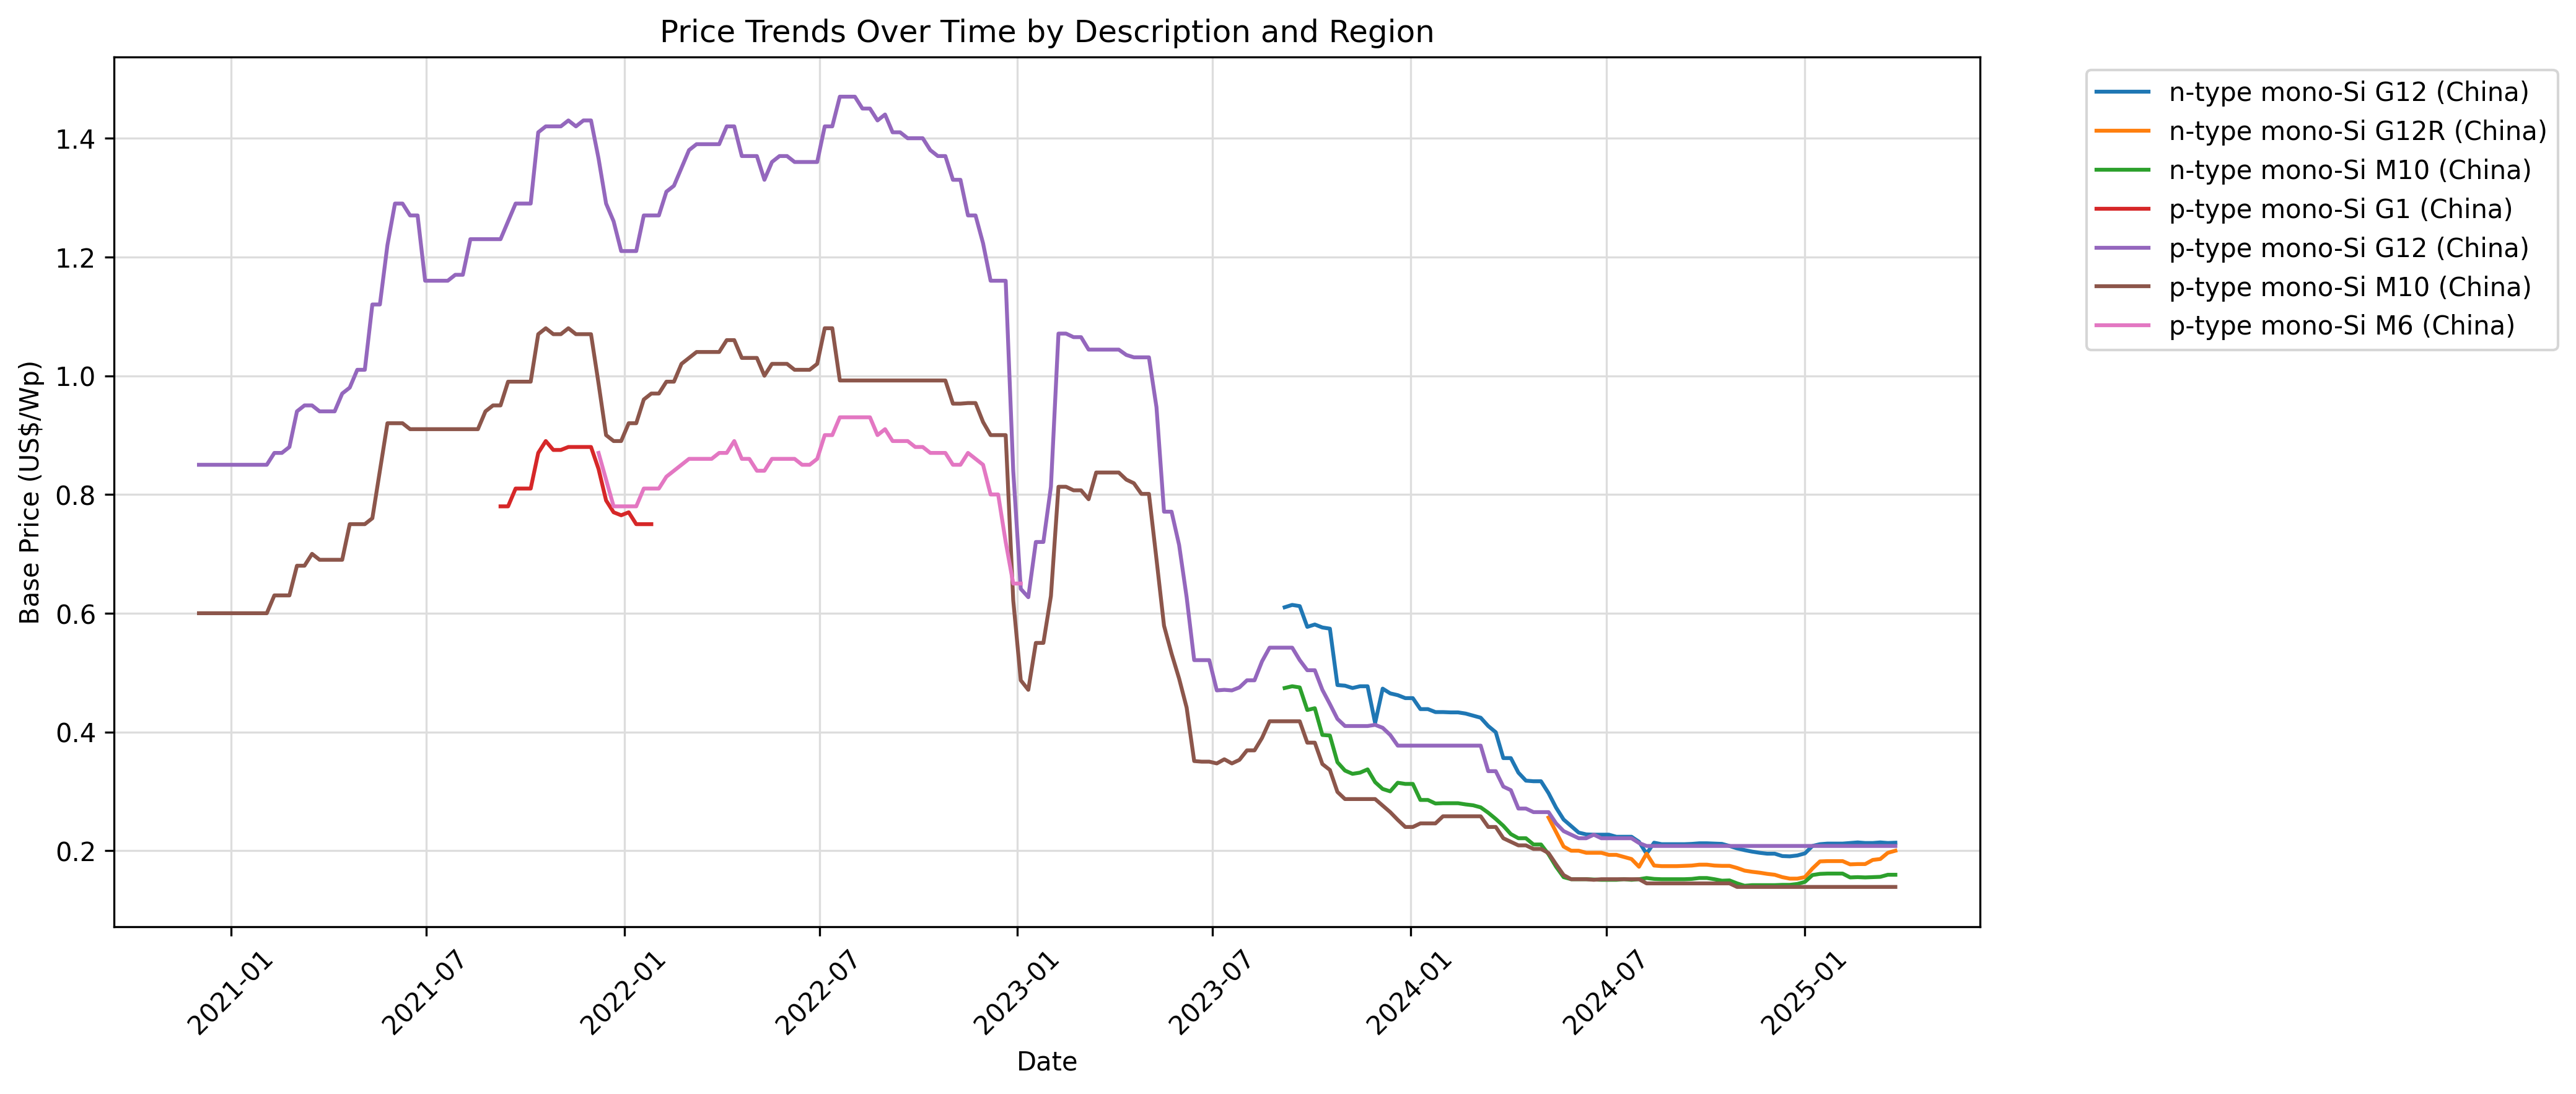 Price Trends Over Time by Description and Region
n-type mono-Si G12 (China)
n-type mono-Si G12R (China)
n-type mono-Si M10 (China)
p-type mono-Si G1 (China)
p-type mono-Si G12 (China)
p-type mono-Si M10 (China)
p-type mono-Si M6 (China)
Base Price (US$/Wp)
1.4
1.2
1.0
0.8
0.6
0.4
0.2
2021-01
2021-07
2022-01
2022-07
2023-01
2023-07
2024-01
2024-07
2025-01
Date